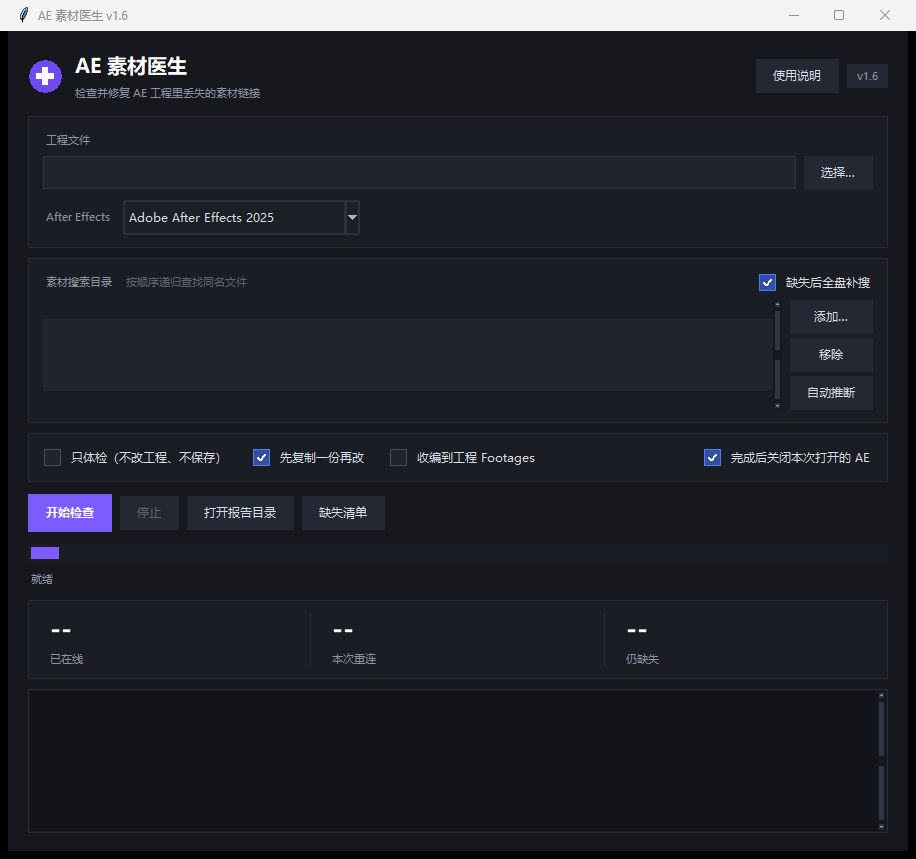 AE 素材医生 v1.6
AE 素材医生
检查并修复 AE 工程里丢失的素材链接
使用说明
v1.6
工程文件
选择...
After Effects
Adobe After Effects 2025
素材搜索目录
按顺序递归查找同名文件
缺失后全盘补搜
添加...
移除
自动推断
只体检（不改工程、不保存）
先复制一份再改
收编到工程 Footages
完成后关闭本次打开的 AE
开始检查
停止
打开报告目录
缺失清单
就绪
--
--
--
已在线
本次重连
仍缺失